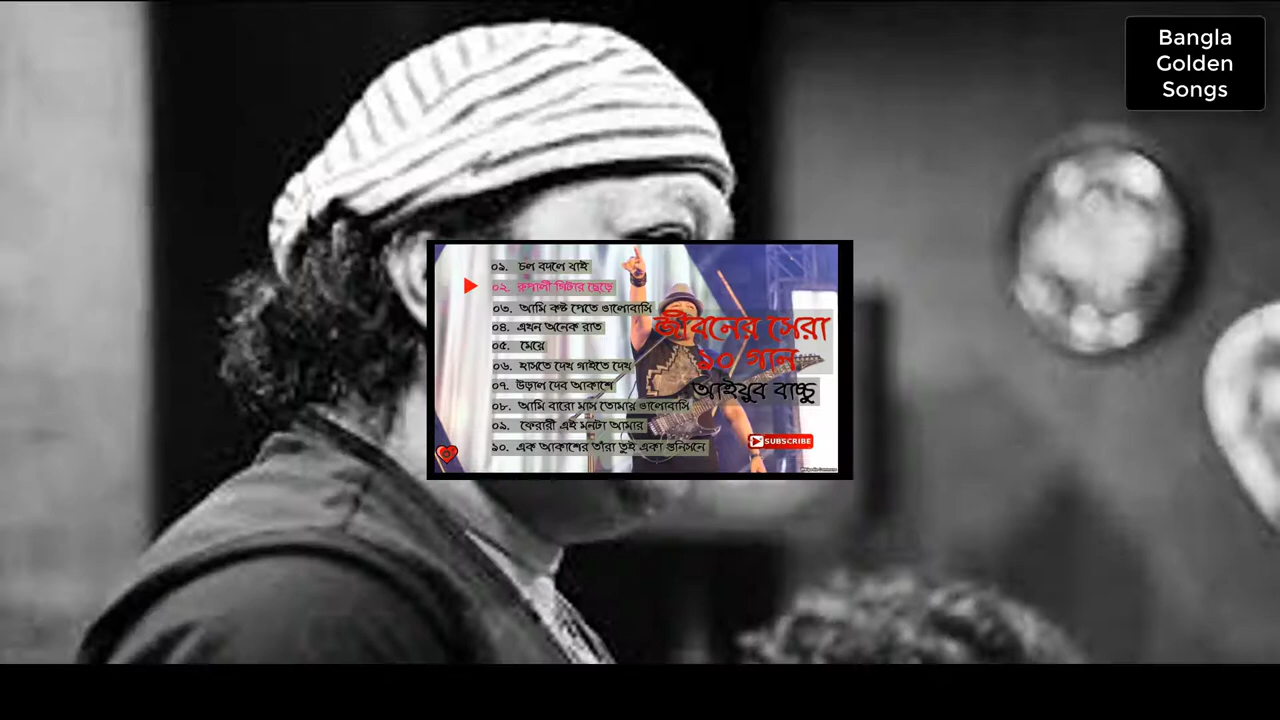 Bangla
Golden
Songs
০১. চল বদলে যাই
০২. রুপালী গিটার ছেড়ে
০৩. আমি কষ্ট পেতে ভালোবাসি
০৪. এখন অনেক রাত
০৫. মেয়ে
০৬. হাসতে দেখ গাইতে দেখ
০৭. উড়াল দেব আকাশে
০৮. আমি বারো মাস তোমায় ভালোবাসি
০৯. ফেরারী এই মনটা আমার
১০. এক আকাশের তাঁরা তুই একা গুনিসনে
জীবনের সেরা
১০ গান
আইয়ুব বাচ্চু
SUBSCRIBE